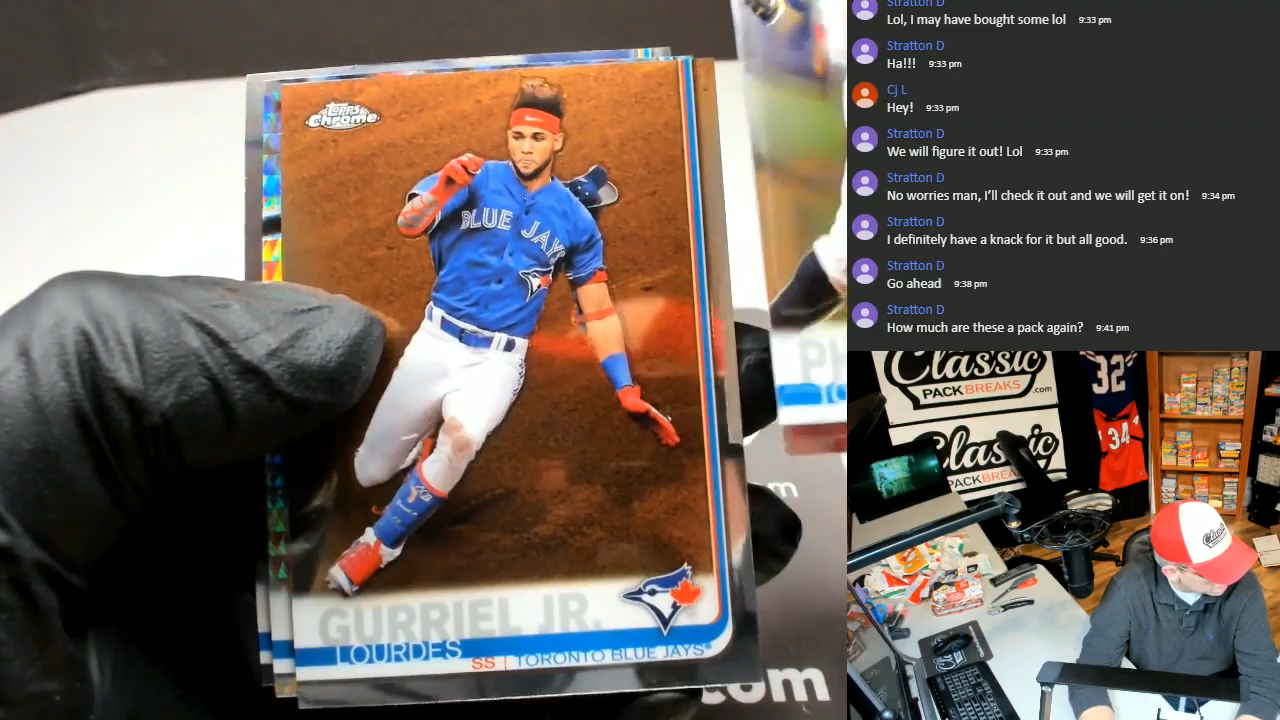 Stratton D
Lol, I may have bought some lol 9:33 pm
Stratton D
Ha!!! 9:33 pm
Cj L
Hey! 9:33 pm
Stratton D
We will figure it out! Lol 9:33 pm
Stratton D
No worries man, I'll check it out and we will get it on! 9:34 pm
Stratton D
I definitely have a knack for it but all good. 9:36 pm
Stratton D
Go ahead 9:38 pm
Stratton D
How much are these a pack again? 9:41 pm
Topps
Chrome
BLUE JAYS
GURRIEL JR.
LOURDES
SS | TORONTO BLUE JAYS
.com
Classic
PACK BREAKS .com
Classic
PACK BREAKS
32
34
Classic